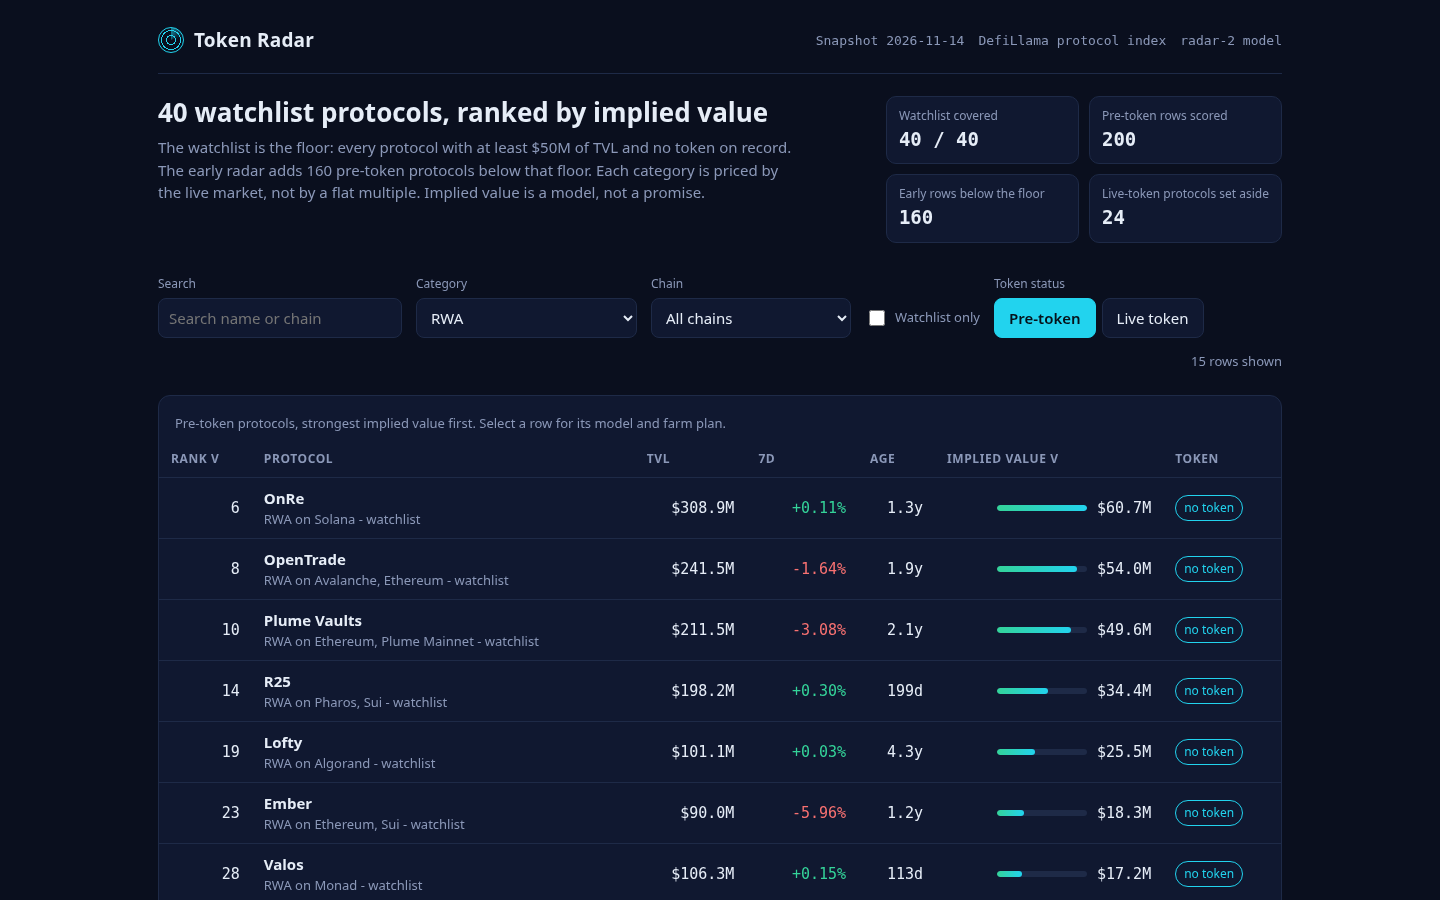 Token Radar
Snapshot 2026-11-14 DefiLlama protocol index radar-2 model
40 watchlist protocols, ranked by implied value
The watchlist is the floor: every protocol with at least $50M of TVL and no token on record.
The early radar adds 160 pre-token protocols below that floor. Each category is priced by
the live market, not by a flat multiple. Implied value is a model, not a promise.
Watchlist covered
40 / 40
Pre-token rows scored
200
Early rows below the floor
160
Live-token protocols set aside
24
Search
Category
Chain
Token status
Search name or chain
RWA
All chains
Watchlist only
Pre-token
Live token
15 rows shown
Pre-token protocols, strongest implied value first. Select a row for its model and farm plan.
RANK V PROTOCOL TVL 7D AGE IMPLIED VALUE V TOKEN
6 OnRe $308.9M +0.11% 1.3y $60.7M no token
RWA on Solana - watchlist
8 OpenTrade $241.5M -1.64% 1.9y $54.0M no token
RWA on Avalanche, Ethereum - watchlist
10 Plume Vaults $211.5M -3.08% 2.1y $49.6M no token
RWA on Ethereum, Plume Mainnet - watchlist
14 R25 $198.2M +0.30% 199d $34.4M no token
RWA on Pharos, Sui - watchlist
19 Lofty $101.1M +0.03% 4.3y $25.5M no token
RWA on Algorand - watchlist
23 Ember $90.0M -5.96% 1.2y $18.3M no token
RWA on Ethereum, Sui - watchlist
28 Valos $106.3M +0.15% 113d $17.2M no token
RWA on Monad - watchlist